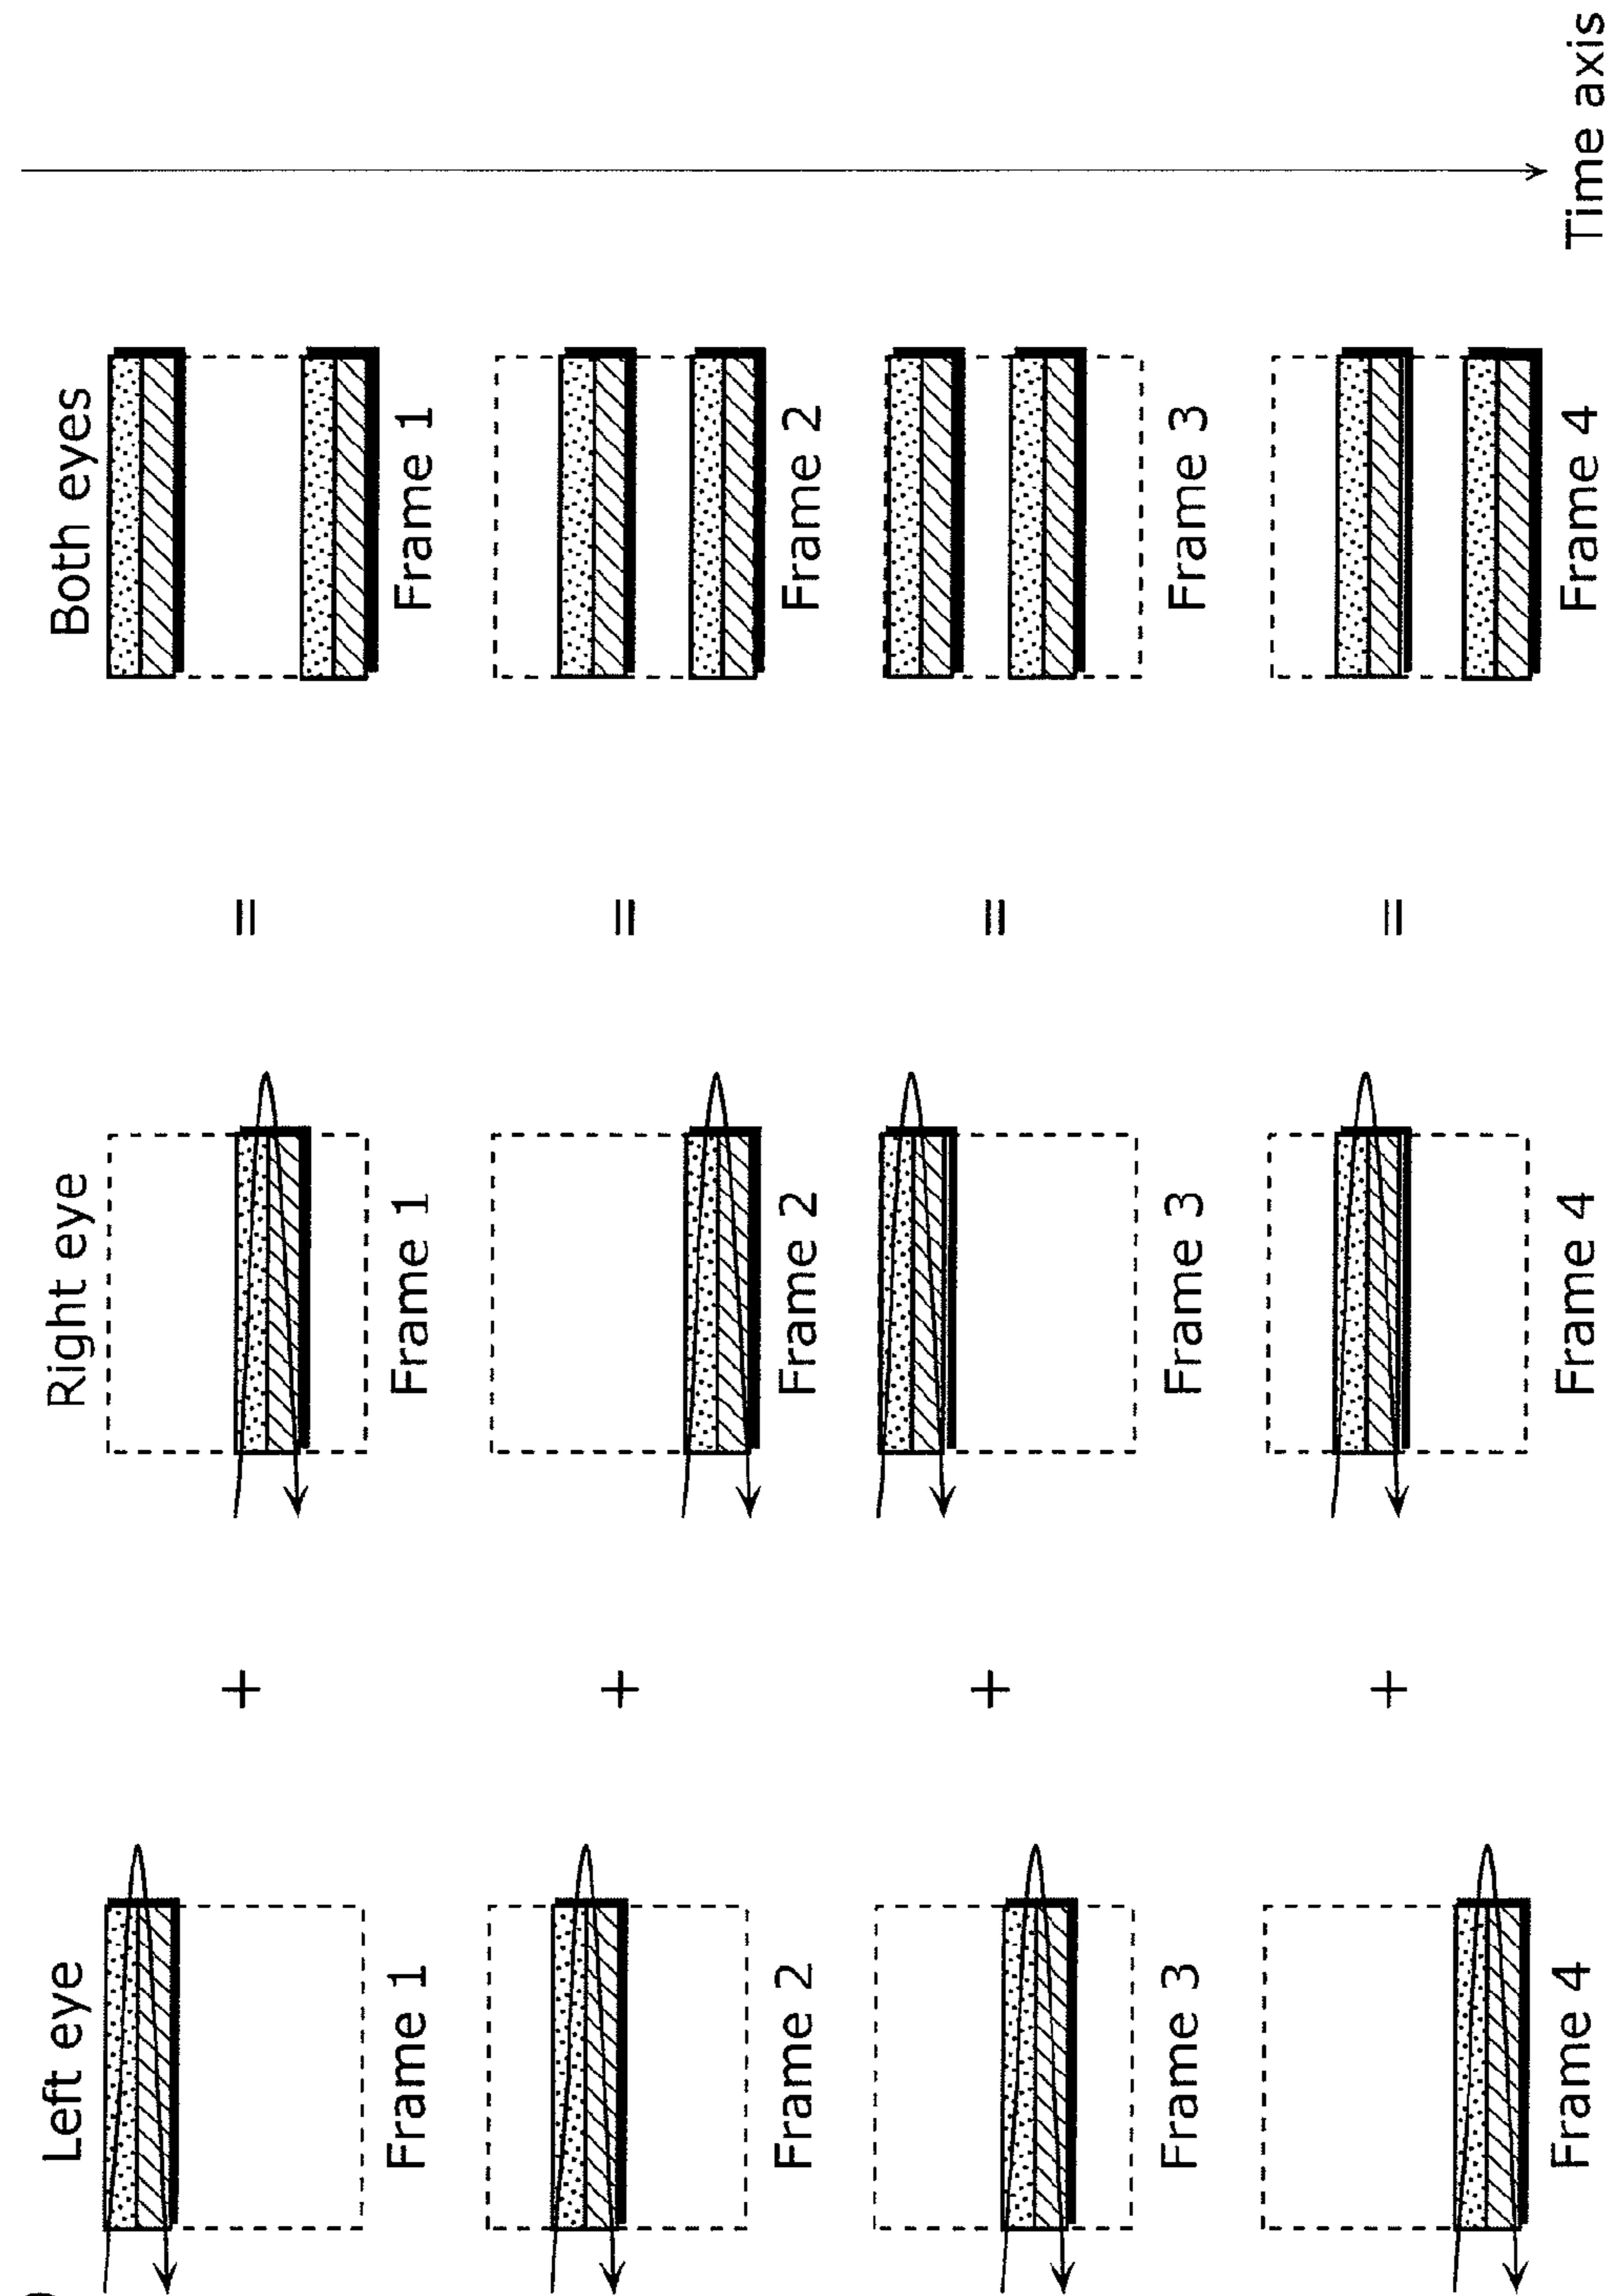 Left eye
Right eye
Both eyes
Frame 1
+
Frame 1
=
Frame 1
Frame 2
+
Frame 2
=
Frame 2
Frame 3
+
Frame 3
=
Frame 3
Frame 4
+
Frame 4
=
Frame 4
Time axis